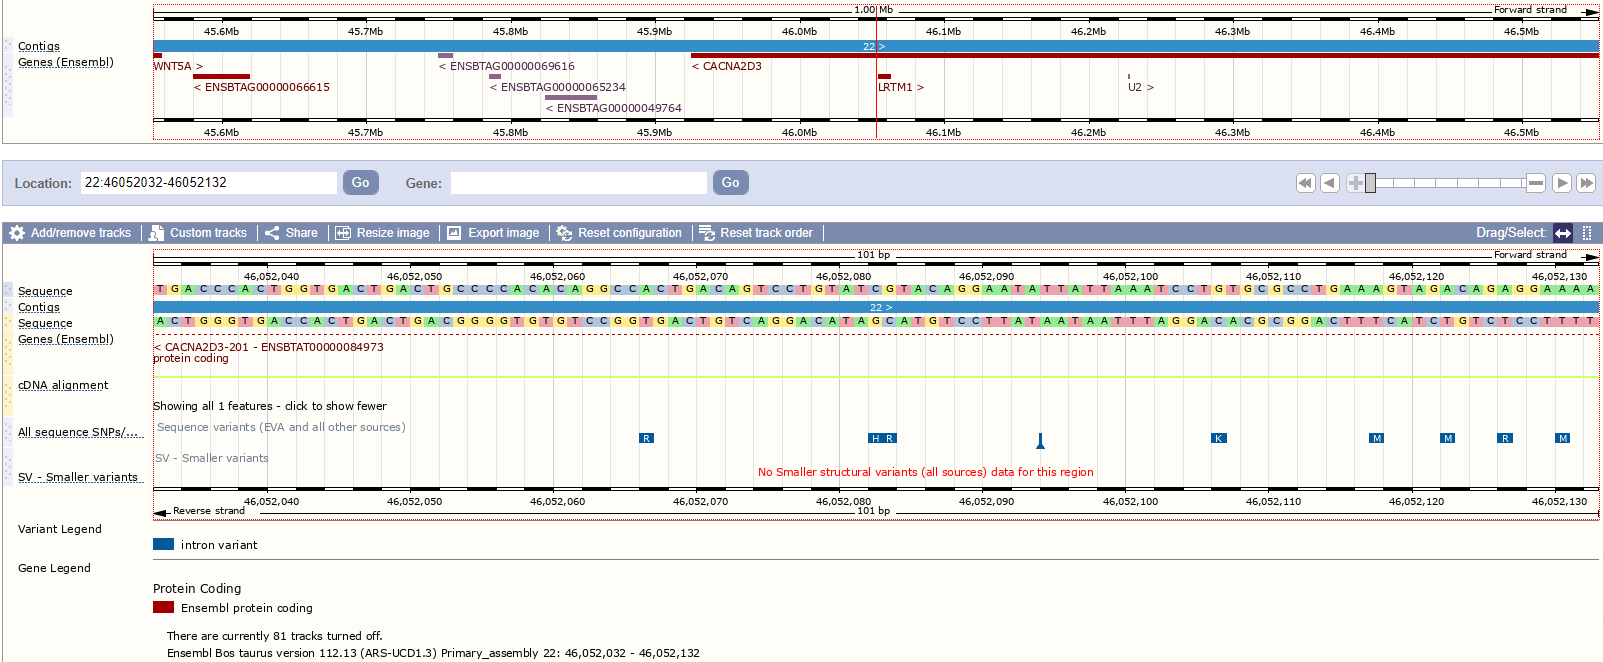 1.00 Mb Forward strand
45.6Mb 45.7Mb 45.8Mb 45.9Mb 46.0Mb 46.1Mb 46.2Mb 46.3Mb 46.4Mb 46.5Mb
Contigs 22 >
Genes (Ensembl)
WNT5A > < ENSBTAG00000069616 < CACNA2D3
< ENSBTAG00000066615 < ENSBTAG00000065234 LRTM1 > U2 >
< ENSBTAG00000049764
45.6Mb 45.7Mb 45.8Mb 45.9Mb 46.0Mb 46.1Mb 46.2Mb 46.3Mb 46.4Mb 46.5Mb
Location: 22:46052032-46052132 Go Gene: Go
Add/remove tracks Custom tracks Share Resize image Export image Reset configuration Reset track order Drag/Select:
101 bp Forward strand
46,052,040 46,052,050 46,052,060 46,052,070 46,052,080 46,052,090 46,052,100 46,052,110 46,052,120 46,052,130
Sequence T G A C C C A C T G G T G A C T G A C T G C C C C A C A C A G G C C A C T G A C A G T C C T G T A T C G T A C A G G A A T A T T A T T A A A T C C T G T G C G C C T G A A A G T A G A C A G A G G A A A A
Contigs 22 >
Sequence A C T G G G T G A C C A C T G A C T G A C G G G G T G T G T C C G G T G A C T G T C A G G A C A T A G C A T G T C C T T A T A A T A A T T T A G G A C A C G C G G A C T T T C A T C T G T C T C C T T T T
Genes (Ensembl)
< CACNA2D3-201 - ENSBTAT00000084973
protein coding
cDNA alignment
Showing all 1 features - click to show fewer
Sequence variants (EVA and all other sources)
All sequence SNPs/... R H R K M M R M
SV - Smaller variants
No Smaller structural variants (all sources) data for this region
SV - Smaller variants
46,052,040 46,052,050 46,052,060 46,052,070 46,052,080 46,052,090 46,052,100 46,052,110 46,052,120 46,052,130
Reverse strand 101 bp
Variant Legend
intron variant
Gene Legend
Protein Coding
Ensembl protein coding
There are currently 81 tracks turned off.
Ensembl Bos taurus version 112.13 (ARS-UCD1.3) Primary_assembly 22: 46,052,032 - 46,052,132